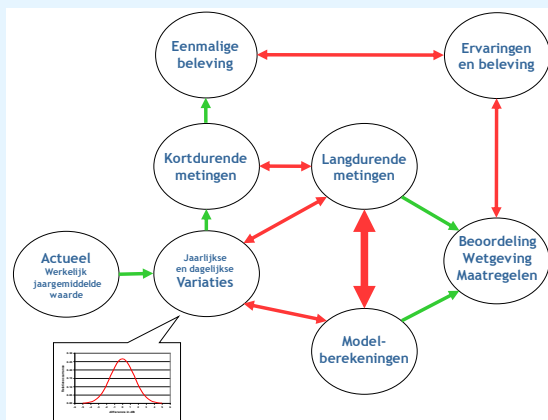 Eenmalige
beleving
Ervaringen
en beleving
Kortdurende
metingen
Langdurende
metingen
Actueel
Werkelijk
jaargemiddelde
waarde
Jaarlijkse
en dagelijkse
Variaties
Beoordeling
Wetgeving
Maatregelen
Model-
berekeningen